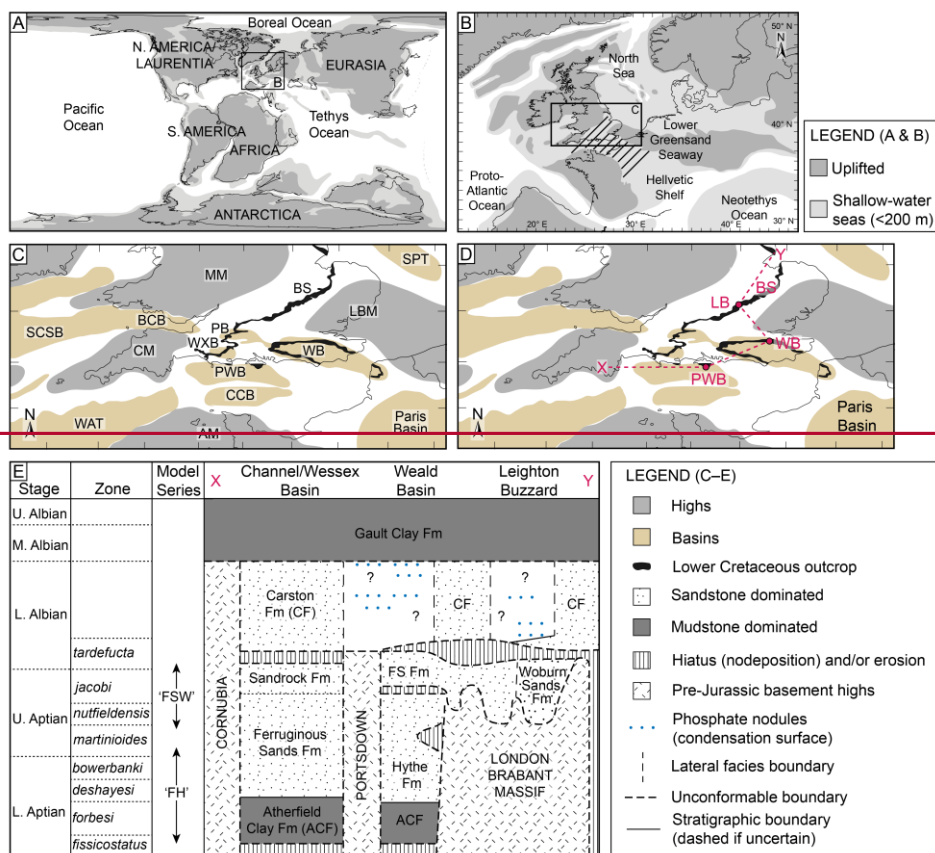 A
Boreal Ocean
N. AMERICA/
LAURENTIA
EURASIA
B
Pacific
Ocean
Tethys
Ocean
S. AMERICA
AFRICA
ANTARCTICA
B
50° N
N
North
Sea
C
40° N
Lower
Greensand
Seaway
Proto-
Atlantic
Ocean
Hellvetic
Shelf
Neotethys
Ocean
20° E
30° E
40° E
30° N
LEGEND (A & B)
Uplifted
Shallow-water
seas (<200 m)
C
SPT
MM
BS
LBM
BCB
SCSB
PB
CM
WXB
WB
PWB
CCB
N
WAT
AM
Paris
Basin
D
Y
BS
LB
WB
X
PWB
Paris
Basin
E
Stage
Zone
Model
Series
X
Channel/Wessex
Basin
Weald
Basin
Leighton
Buzzard
Y
U. Albian
M. Albian
L. Albian
U. Aptian
L. Aptian
tardefucta
jacobi
nutfieldensis
martinioides
bowerbanki
deshayesi
forbesi
fissicostatus
'FSW'
'FH'
Gault Clay Fm
CORNUBIA
Carston
Fm (CF)
?
?
CF
?
?
CF
Sandrock Fm
FS Fm
Woburn
Sands
Fm
Ferruginous
Sands Fm
PORTSDOWN
Hythe
Fm
LONDON
BRABANT
MASSIF
Atherfield
Clay Fm (ACF)
ACF
LEGEND (C–E)
Highs
Basins
Lower Cretaceous outcrop
Sandstone dominated
Mudstone dominated
Hiatus (nodeposition) and/or erosion
Pre-Jurassic basement highs
Phosphate nodules
(condensation surface)
Lateral facies boundary
Unconformable boundary
Stratigraphic boundary
(dashed if uncertain)